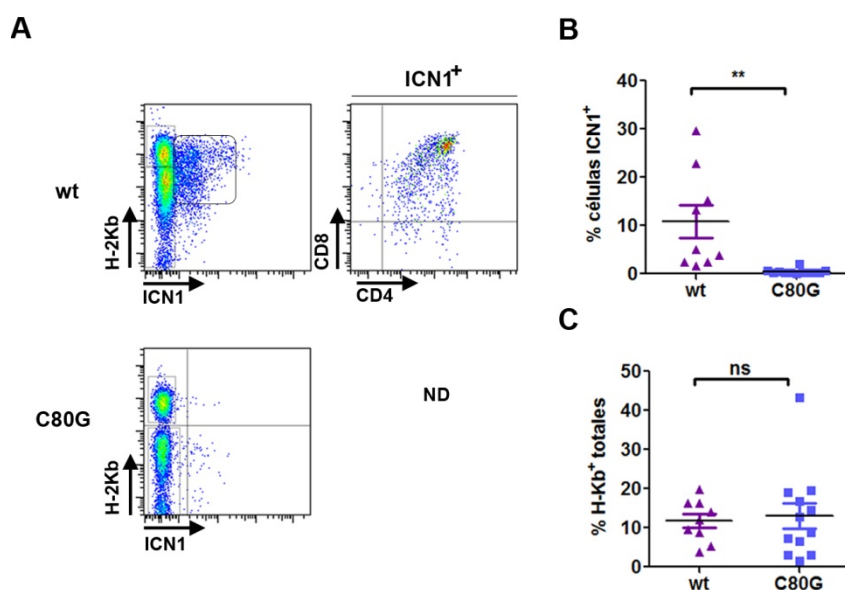 A
ICN1+
wt
H-2Kb
ICN1
CD8
CD4
C80G
H-2Kb
ICN1
ND
B
% células ICN1+
40
30
20
10
0
**
wt
C80G
C
% H-Kb+ totales
50
40
30
20
10
0
ns
wt
C80G